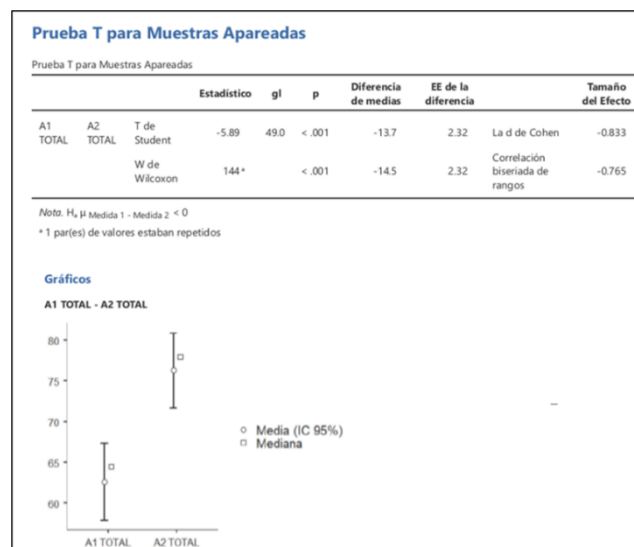 Prueba T para Muestras Apareadas
Prueba T para Muestras Apareadas
Estadístico gl p Diferencia de medias EE de la diferencia Tamaño del Efecto
A1 TOTAL A2 TOTAL T de Student -5.89 49.0 < .001 -13.7 2.32 La d de Cohen -0.833
W de Wilcoxon 144 ᵃ < .001 -14.5 2.32 Correlación biseriada de rangos -0.765
Nota. Hₐ μ Medida 1 - Medida 2 < 0
ᵃ 1 par(es) de valores estaban repetidos
Gráficos
A1 TOTAL - A2 TOTAL
80
75
70
65
60
Media (IC 95%)
Mediana
A1 TOTAL A2 TOTAL